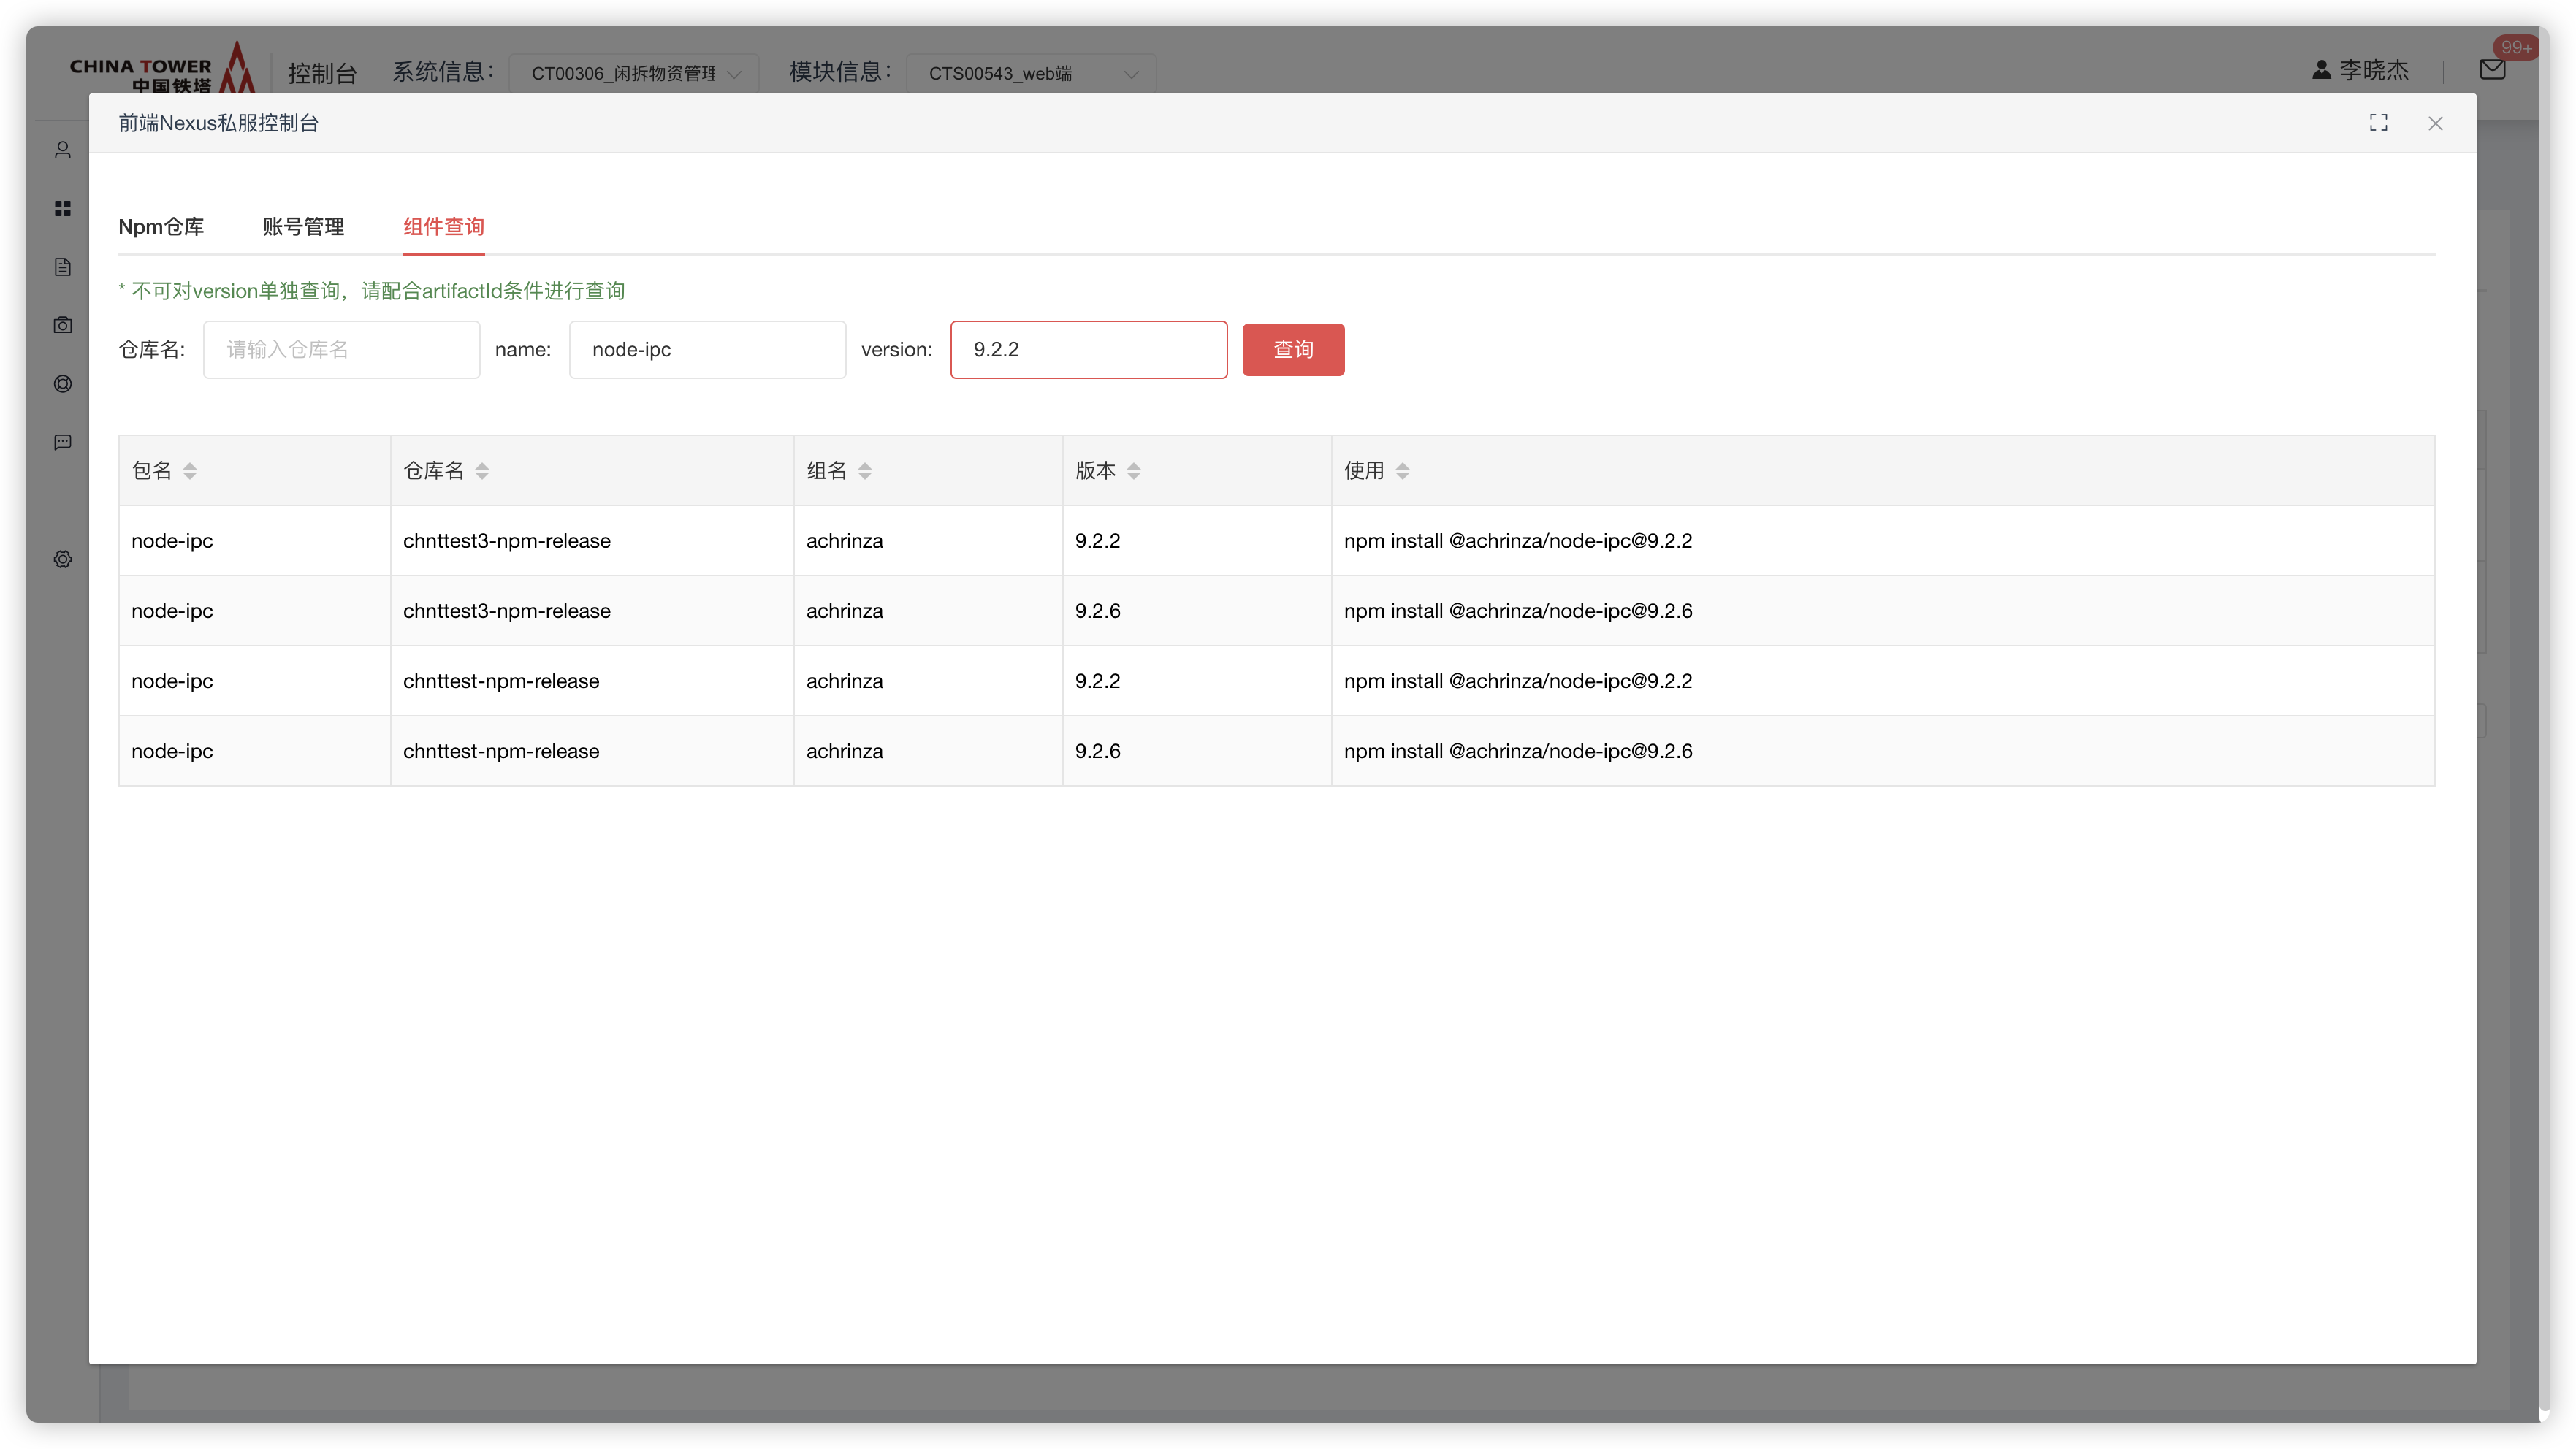 CHINA TOWER
中国铁塔
控制台
系统信息：
CT00306_闲拆物资管理
模块信息：
CTS00543_web端
李晓杰
99+
前端Nexus私服控制台
Npm仓库
账号管理
组件查询
* 不可对version单独查询，请配合artifactId条件进行查询
仓库名: 请输入仓库名 name: node-ipc version: 9.2.2 查询
包名 仓库名 组名 版本 使用
node-ipc chnttest3-npm-release achrinza 9.2.2 npm install @achrinza/node-ipc@9.2.2
node-ipc chnttest3-npm-release achrinza 9.2.6 npm install @achrinza/node-ipc@9.2.6
node-ipc chnttest-npm-release achrinza 9.2.2 npm install @achrinza/node-ipc@9.2.2
node-ipc chnttest-npm-release achrinza 9.2.6 npm install @achrinza/node-ipc@9.2.6